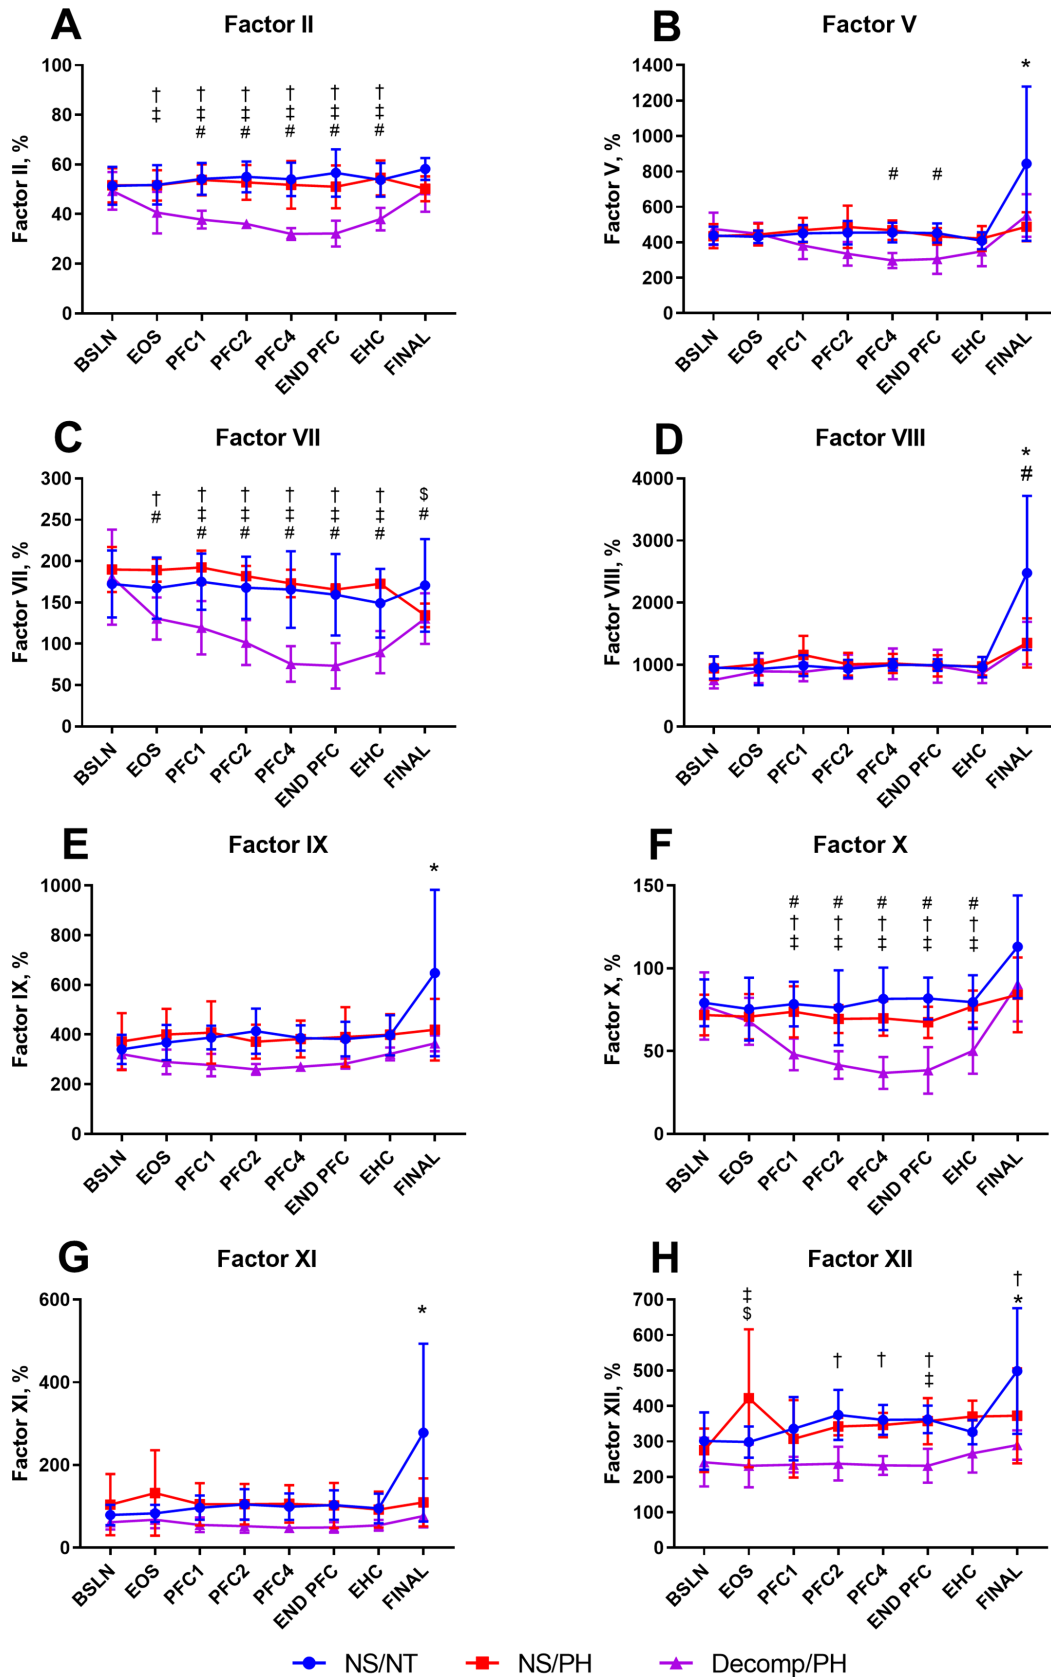 A Factor II
Factor II, %
100
80
60
40
20
0
† † † † † †
‡ ‡ ‡ ‡ ‡ ‡
# # # # #
BSLN EOS PFC1 PFC2 PFC4 END PFC EHC FINAL
B Factor V
Factor V, %
1400
1200
1000
800
600
400
200
0
*
# #
BSLN EOS PFC1 PFC2 PFC4 END PFC EHC FINAL
C Factor VII
Factor VII, %
300
250
200
150
100
50
0
† † † † † † $
‡ ‡ ‡ ‡ ‡
# # # # # # #
BSLN EOS PFC1 PFC2 PFC4 END PFC EHC FINAL
D Factor VIII
Factor VIII, %
4000
3000
2000
1000
0
*
#
BSLN EOS PFC1 PFC2 PFC4 END PFC EHC FINAL
E Factor IX
Factor IX, %
1000
800
600
400
200
0
*
BSLN EOS PFC1 PFC2 PFC4 END PFC EHC FINAL
F Factor X
Factor X, %
150
100
50
0
# # # # #
† † † † †
‡ ‡ ‡ ‡ ‡
BSLN EOS PFC1 PFC2 PFC4 END PFC EHC FINAL
G Factor XI
Factor XI, %
600
400
200
0
*
BSLN EOS PFC1 PFC2 PFC4 END PFC EHC FINAL
H Factor XII
Factor XII, %
700
600
500
400
300
200
100
0
‡ †
$ *
† † †
‡
BSLN EOS PFC1 PFC2 PFC4 END PFC EHC FINAL
NS/NT NS/PH Decomp/PH